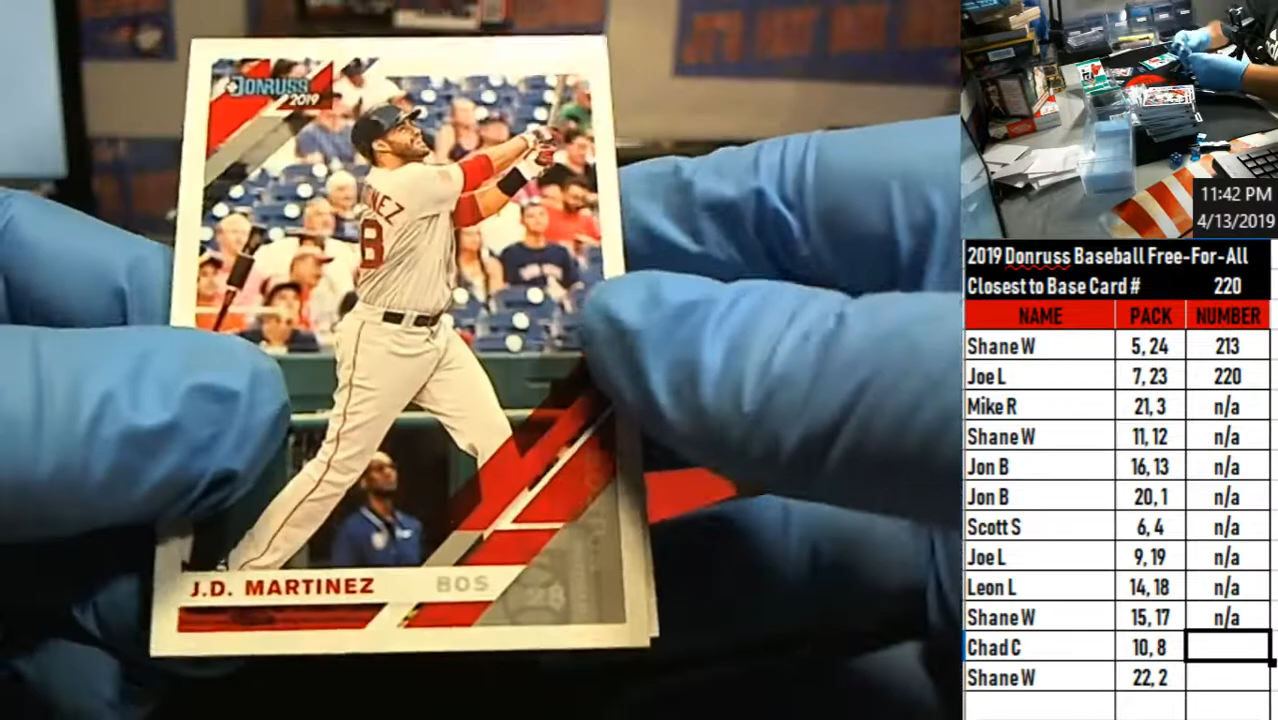 DONRUSS
2019
NEZ
8
J.D. MARTINEZ BOS
28
11:42 PM
4/13/2019
2019 Donruss Baseball Free-For-All
Closest to Base Card # 220
NAME PACK NUMBER
Shane W 5, 24 213
Joe L 7, 23 220
Mike R 21, 3 n/a
Shane W 11, 12 n/a
Jon B 16, 13 n/a
Jon B 20, 1 n/a
Scott S 6, 4 n/a
Joe L 9, 19 n/a
Leon L 14, 18 n/a
Shane W 15, 17 n/a
Chad C 10, 8
Shane W 22, 2